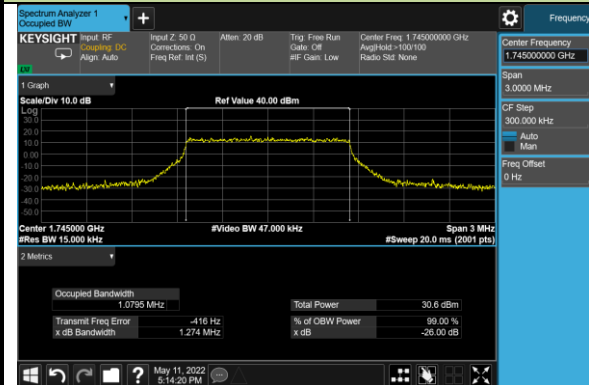 Spectrum Analyzer 1
Occupied BW
Frequency
KEYSIGHT
Input: RF
Coupling: DC
Align: Auto
Input Z: 50 Ω
Corrections: On
Freq Ref: Int (S)
Atten: 20 dB
Trig: Free Run
Gate: Off
#IF Gain: Low
Center Freq: 1.745000000 GHz
Avg|Hold:>100/100
Radio Std: None
Center Frequency
1.745000000 GHz
Span
3.0000 MHz
CF Step
300.000 kHz
Auto
Man
Freq Offset
0 Hz
1 Graph
Scale/Div 10.0 dB
Ref Value 40.00 dBm
Log
30.0
20.0
10.0
0.00
-10.0
-20.0
-30.0
-40.0
-50.0
Center 1.745000 GHz
#Video BW 47.000 kHz
Span 3 MHz
#Res BW 15.000 kHz
#Sweep 20.0 ms (2001 pts)
2 Metrics
Occupied Bandwidth
1.0795 MHz
Total Power
30.6 dBm
Transmit Freq Error
-416 Hz
% of OBW Power
99.00 %
x dB Bandwidth
1.274 MHz
x dB
-26.00 dB
May 11, 2022
5:14:20 PM